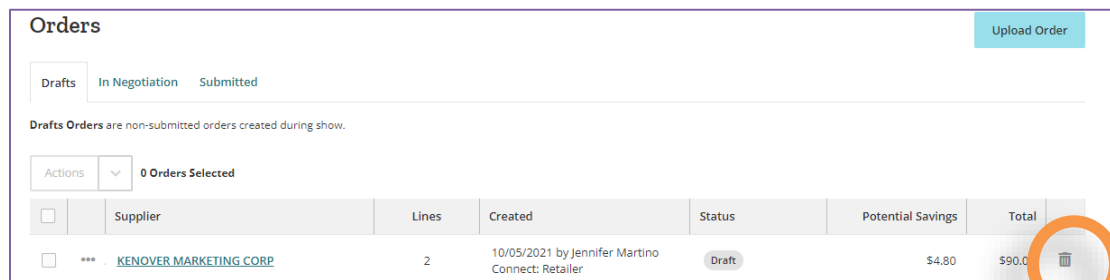 Orders
Upload Order
Drafts In Negotiation Submitted
Drafts Orders are non-submitted orders created during show.
Actions 0 Orders Selected
Supplier Lines Created Status Potential Savings Total
KENOVER MARKETING CORP 2 10/05/2021 by Jennifer Martino Draft $4.80
Connect: Retailer